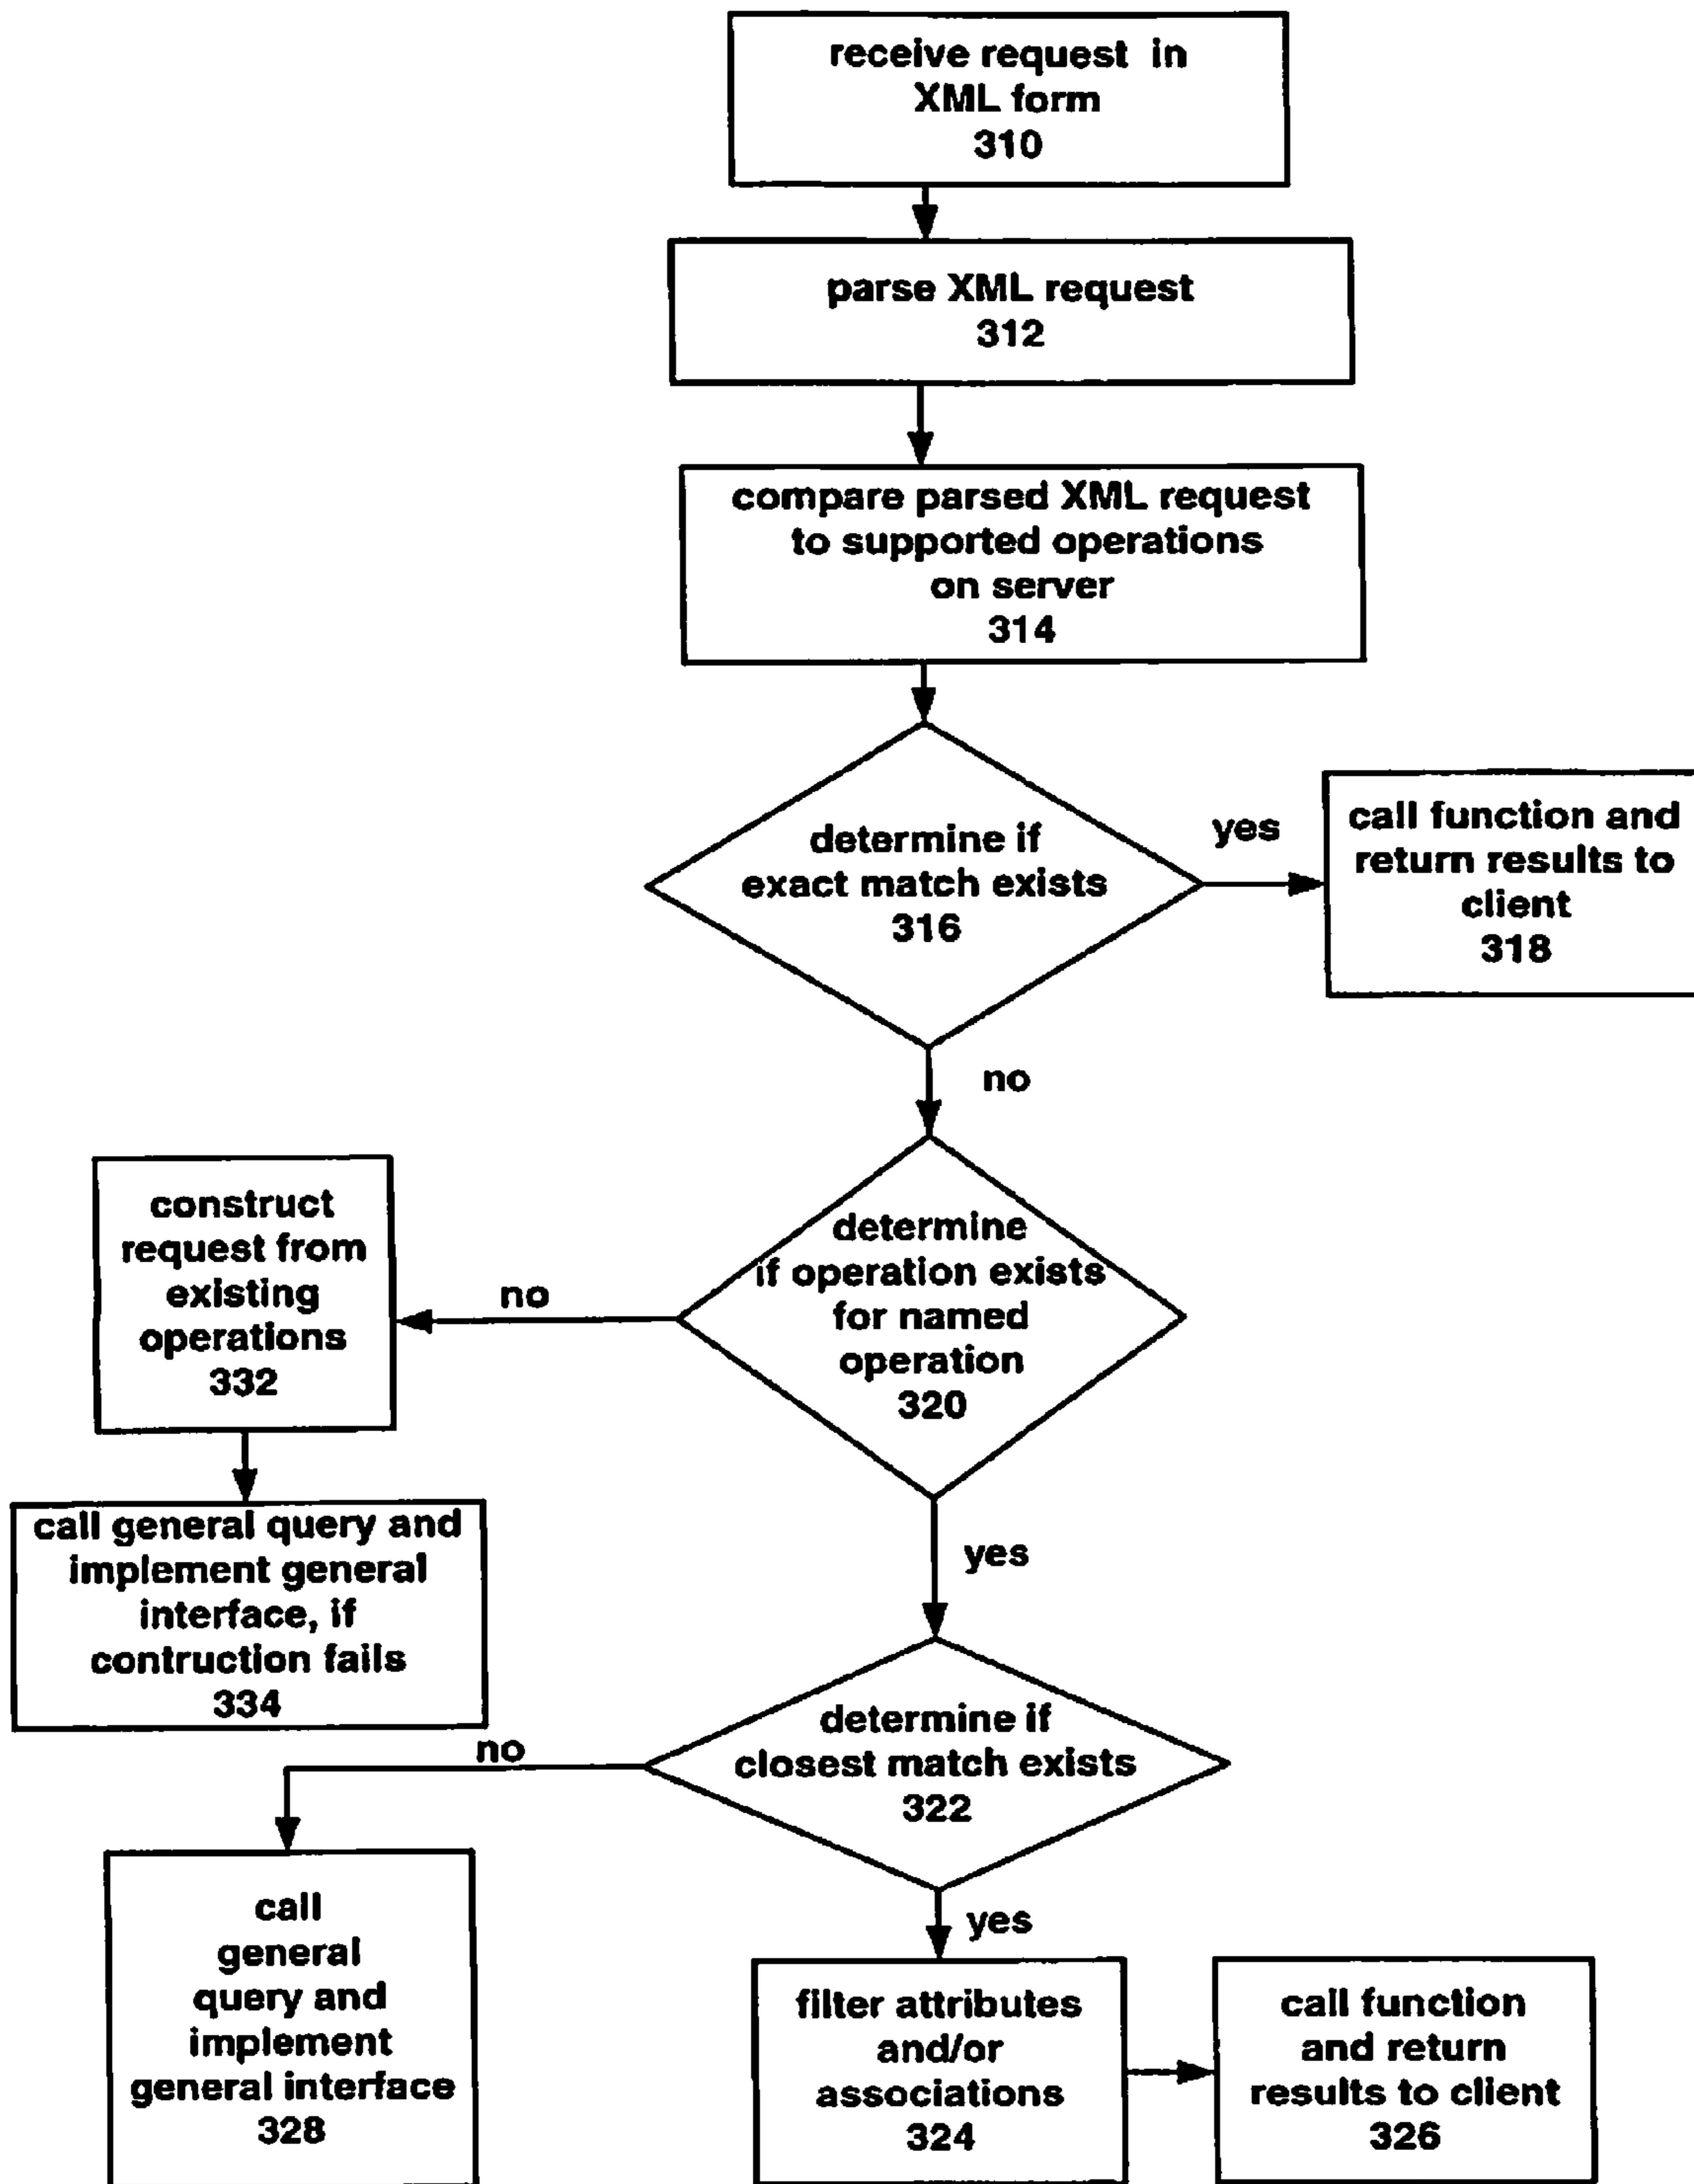 receive request in
XML form
310
parse XML request
312
compare parsed XML request
to supported operations
on server
314
determine if
exact match exists
316
yes
call function and
return results to
client
318
no
determine
if operation exists
for named
operation
320
no
construct
request from
existing
operations
332
call general query and
implement general
interface, if
contruction fails
334
yes
determine if
closest match exists
322
no
call
general
query and
implement
general interface
328
yes
filter attributes
and/or
associations
324
call function
and return
results to client
326